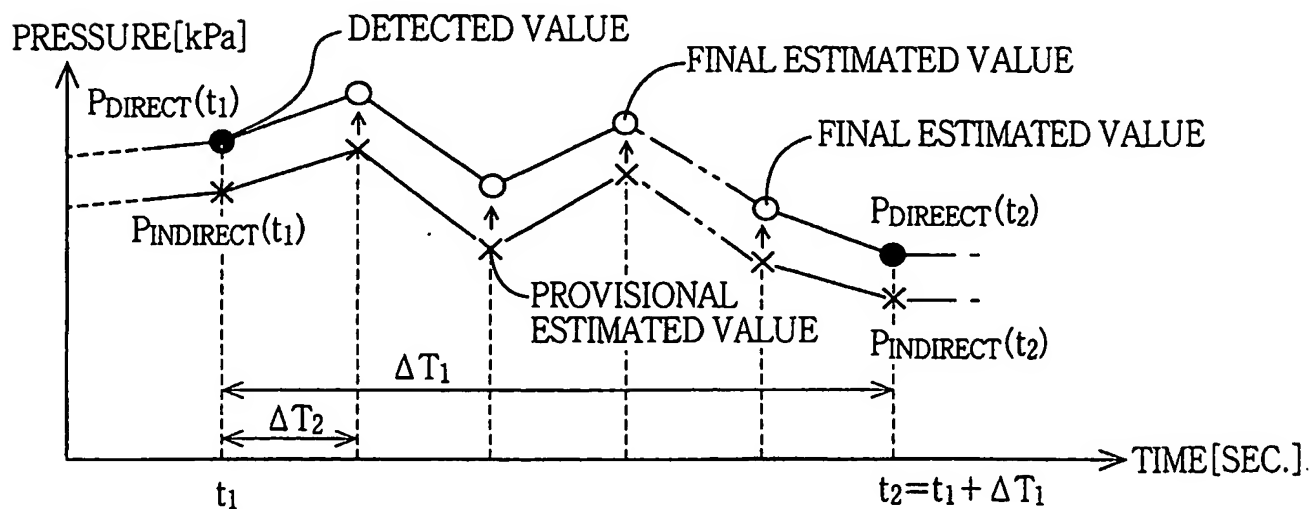 PRESSURE[kPa]
DETECTED VALUE
FINAL ESTIMATED VALUE
PDIRECT(t1)
FINAL ESTIMATED VALUE
PINDIRECT(t1)
PDIREECT(t2)
PROVISIONAL
ESTIMATED VALUE
PINDIRECT(t2)
ΔT1
ΔT2
TIME[SEC.]
t1
t2=t1+ΔT1